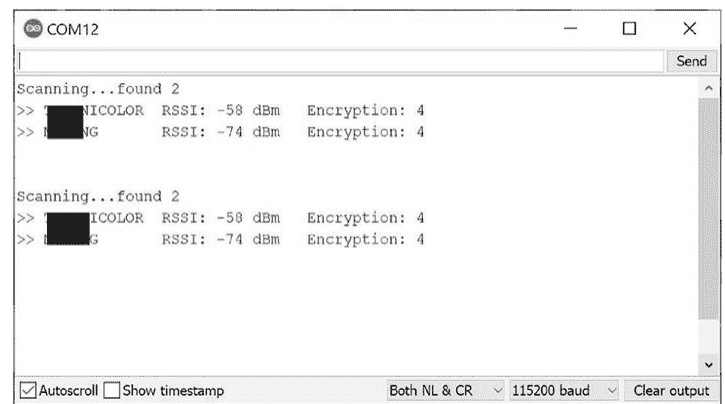 COM12
Send
Scanning...found 2
>> RSSI: -58 dBm Encryption: 4
>> RSSI: -74 dBm Encryption: 4
Scanning...found 2
>> RSSI: -58 dBm Encryption: 4
>> RSSI: -74 dBm Encryption: 4
Autoscroll Show timestamp Both NL & CR 115200 baud Clear output